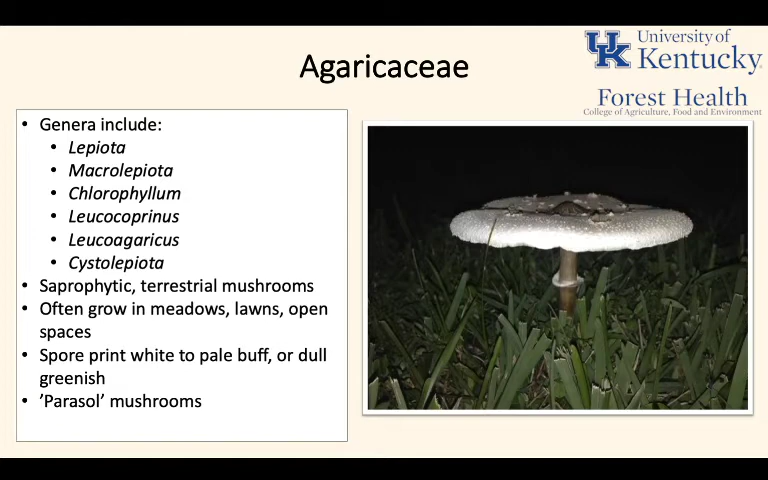 Agaricaceae
University of
Kentucky
Forest Health
College of Agriculture, Food and Environment
• Genera include:
• Lepiota
• Macrolepiota
• Chlorophyllum
• Leucocoprinus
• Leucoagaricus
• Cystolepiota
• Saprophytic, terrestrial mushrooms
• Often grow in meadows, lawns, open
spaces
• Spore print white to pale buff, or dull
greenish
• ’Parasol’ mushrooms